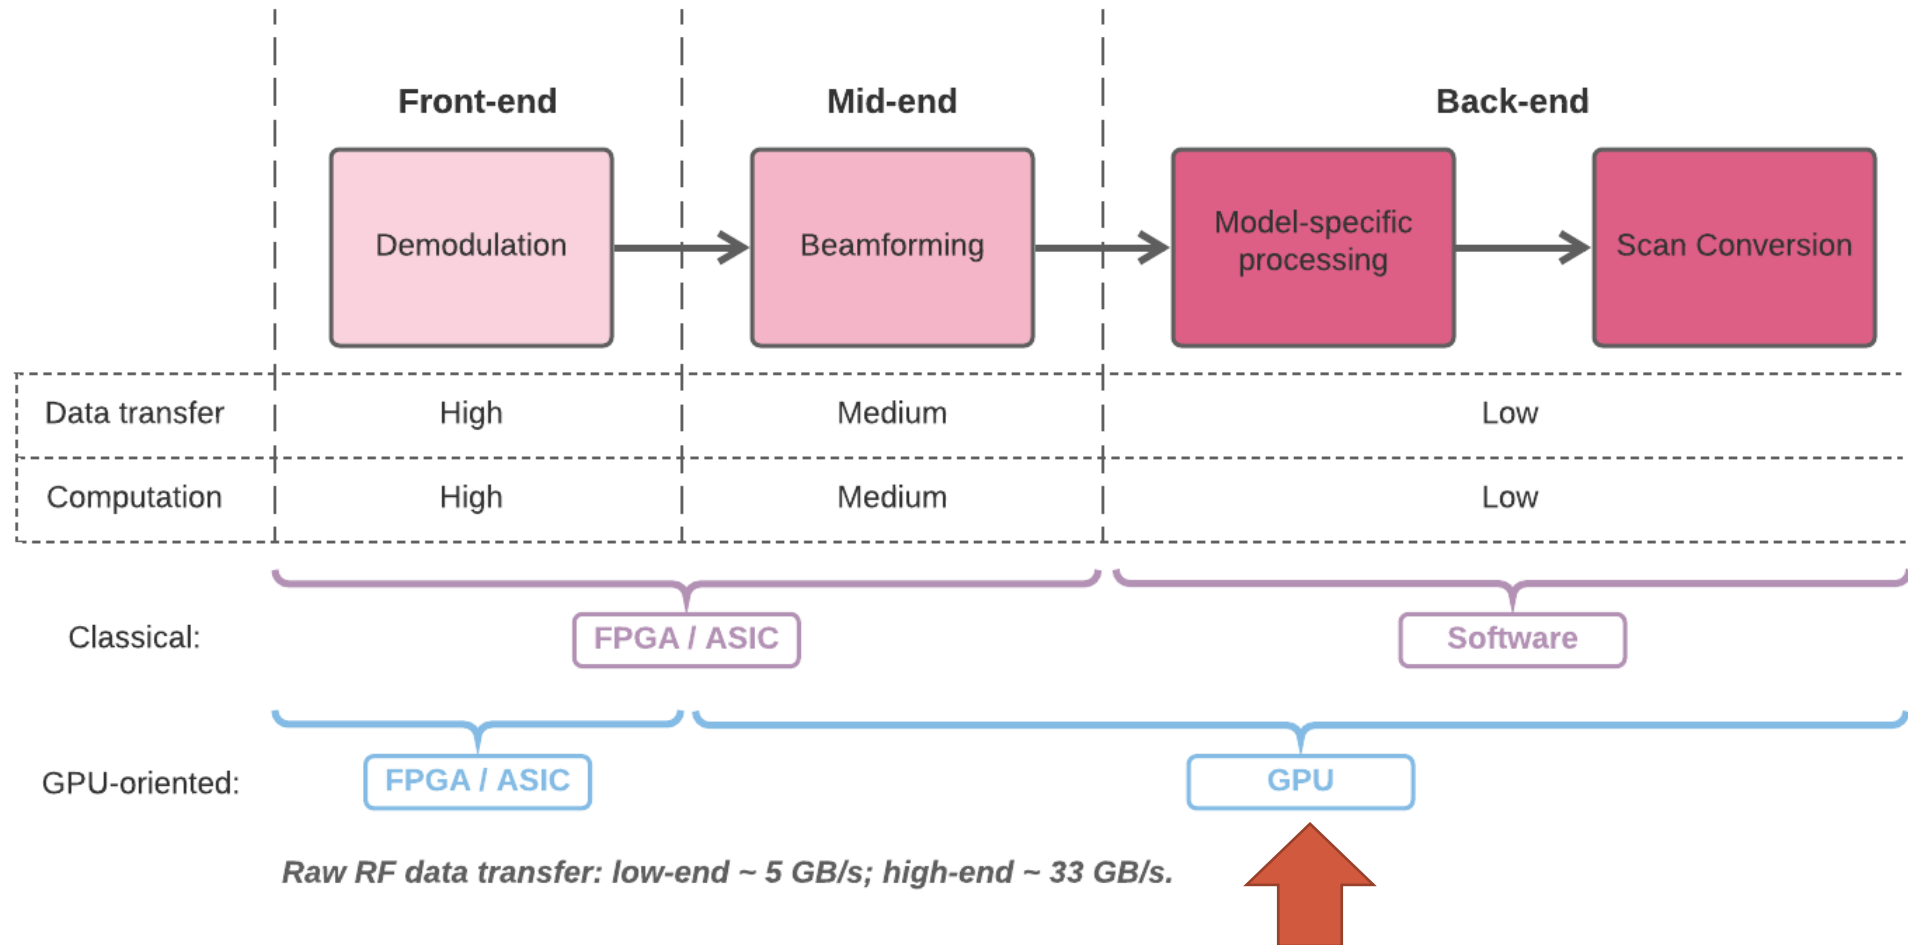 Front-end
Mid-end
Back-end
Demodulation
Beamforming
Model-specific
processing
Scan Conversion
Data transfer
High
Medium
Low
Computation
High
Medium
Low
Classical:
FPGA / ASIC
Software
GPU-oriented:
FPGA / ASIC
GPU
Raw RF data transfer: low-end ~ 5 GB/s; high-end ~ 33 GB/s.